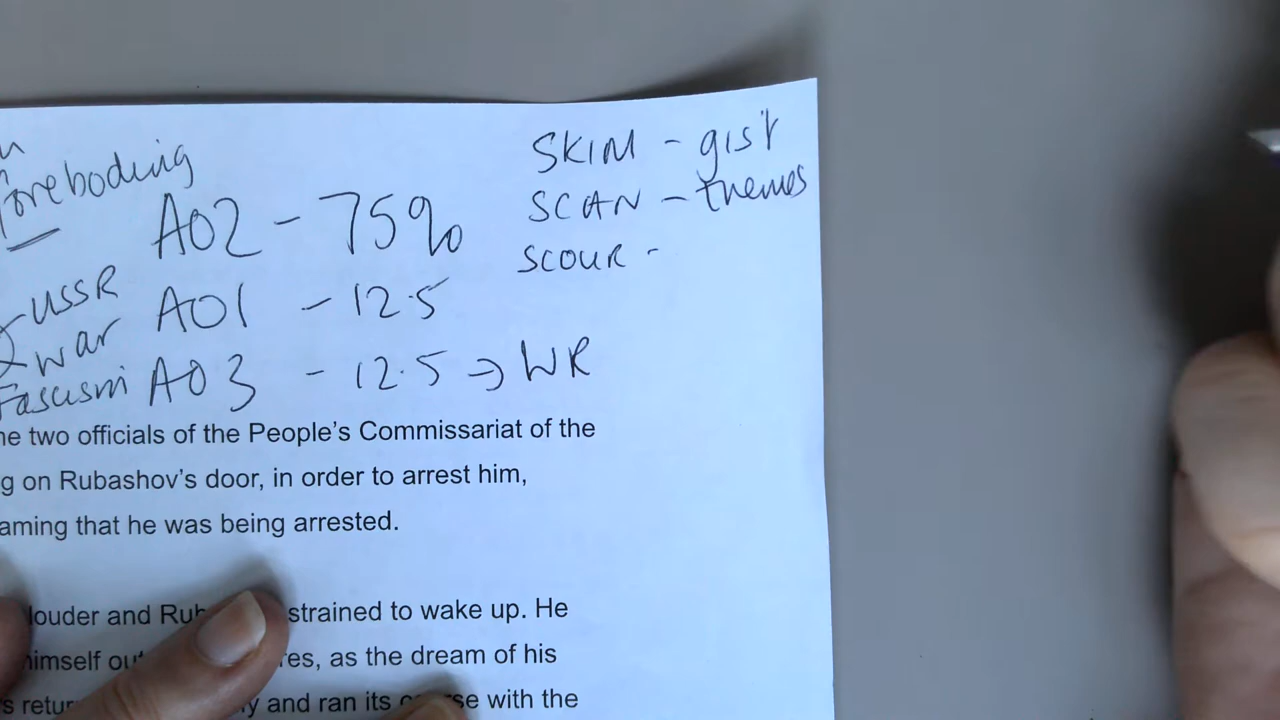 foreboding
SKIM - gist
SCAN - themes
SCOUR -
AO2 - 75%
USSR
AO1 - 12.5
war
Fascism
AO3 - 12.5 → WR
he two officials of the People's Commissariat of the
g on Rubashov's door, in order to arrest him,
aming that he was being arrested.
louder and Rub strained to wake up. He
himself ou res, as the dream of his
s retur y and ran its with the